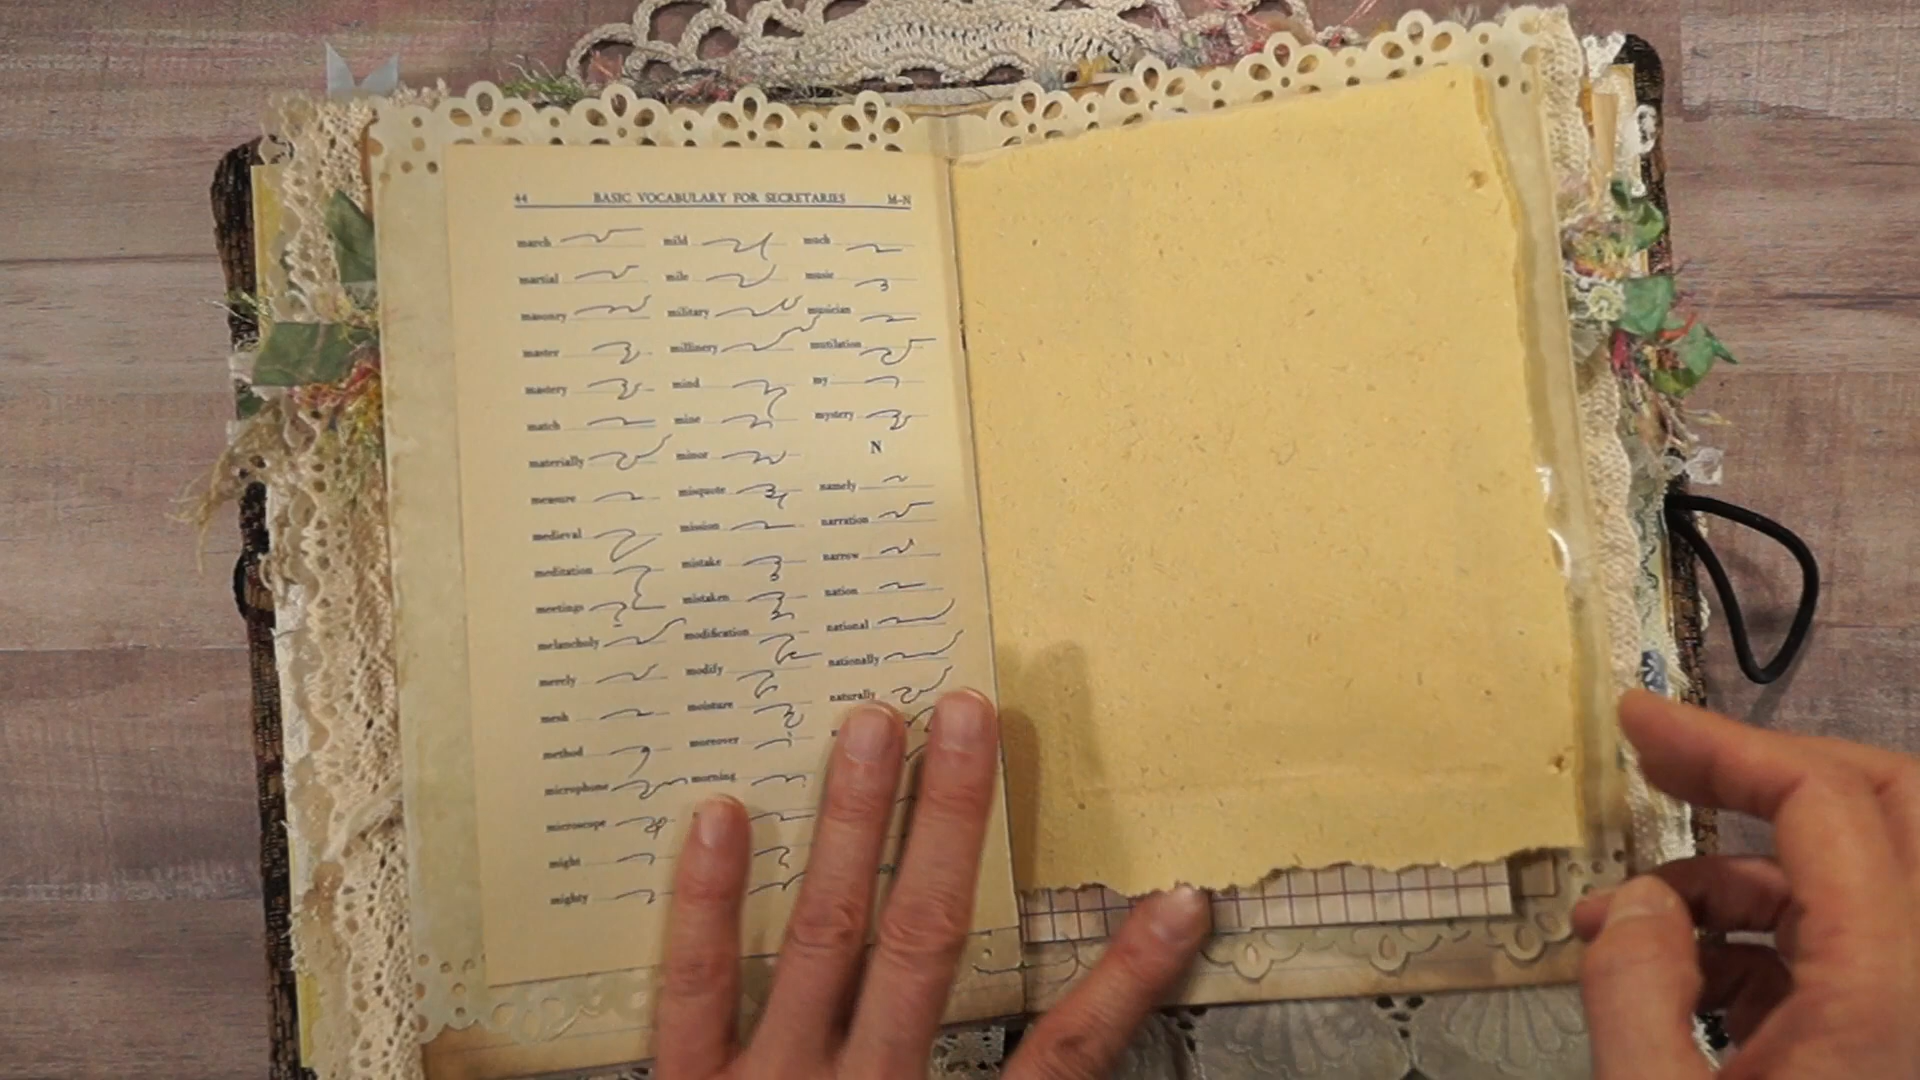 44 BASIC VOCABULARY FOR SECRETARIES M-N
march mild much
martial mile music
masonry military musician
master millinery mutilation
mastery mind my
match mine mystery
N
materially minor
measure misquote namely
medieval mission narration
meditation mistake narrow
meetings mistaken nation
melancholy modification national
merely modify nationally
mesh moisture naturally
method moreover
microphone morning
microscope
might
mighty